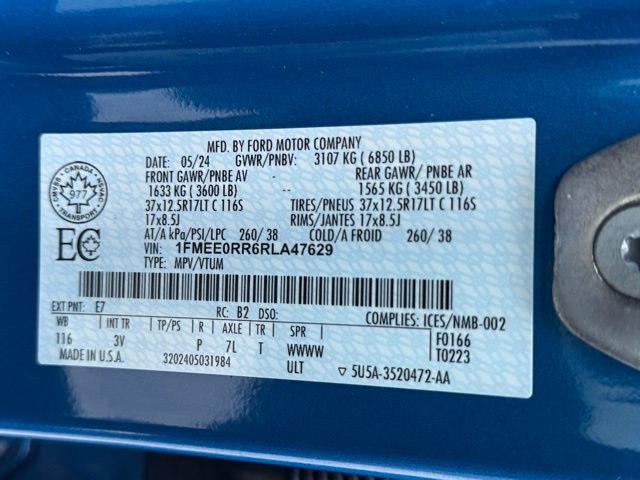 MFD. BY FORD MOTOR COMPANY
DATE: 05/24 GVWR/PNBV: 3107 KG ( 6850 LB)
FRONT GAWR/PNBE AV REAR GAWR/ PNBE AR
1633 KG ( 3600 LB) -- 1565 KG ( 3450 LB)
37x12.5R17LT C 116S TIRES/PNEUS 37x12.5R17LT C 116S
17x8.5J RIMS/JANTES 17x8.5J
AT/A kPa/PSI/LPC 260/ 38 COLD/A FROID 260/ 38
VIN: 1FMEE0RR6RLA47629
TYPE: MPV/VTUM
CANADA
977
TRANSPORT
EC
EXT PNT: E7 RC: B2 DSO: COMPLIES: ICES/NMB-002
WB INT TR TP/PS R AXLE TR SPR F0166
116 3V P 7L T WWWW T0223
MADE IN U.S.A. 3202405031984 ULT ▽ 5U5A-3520472-AA